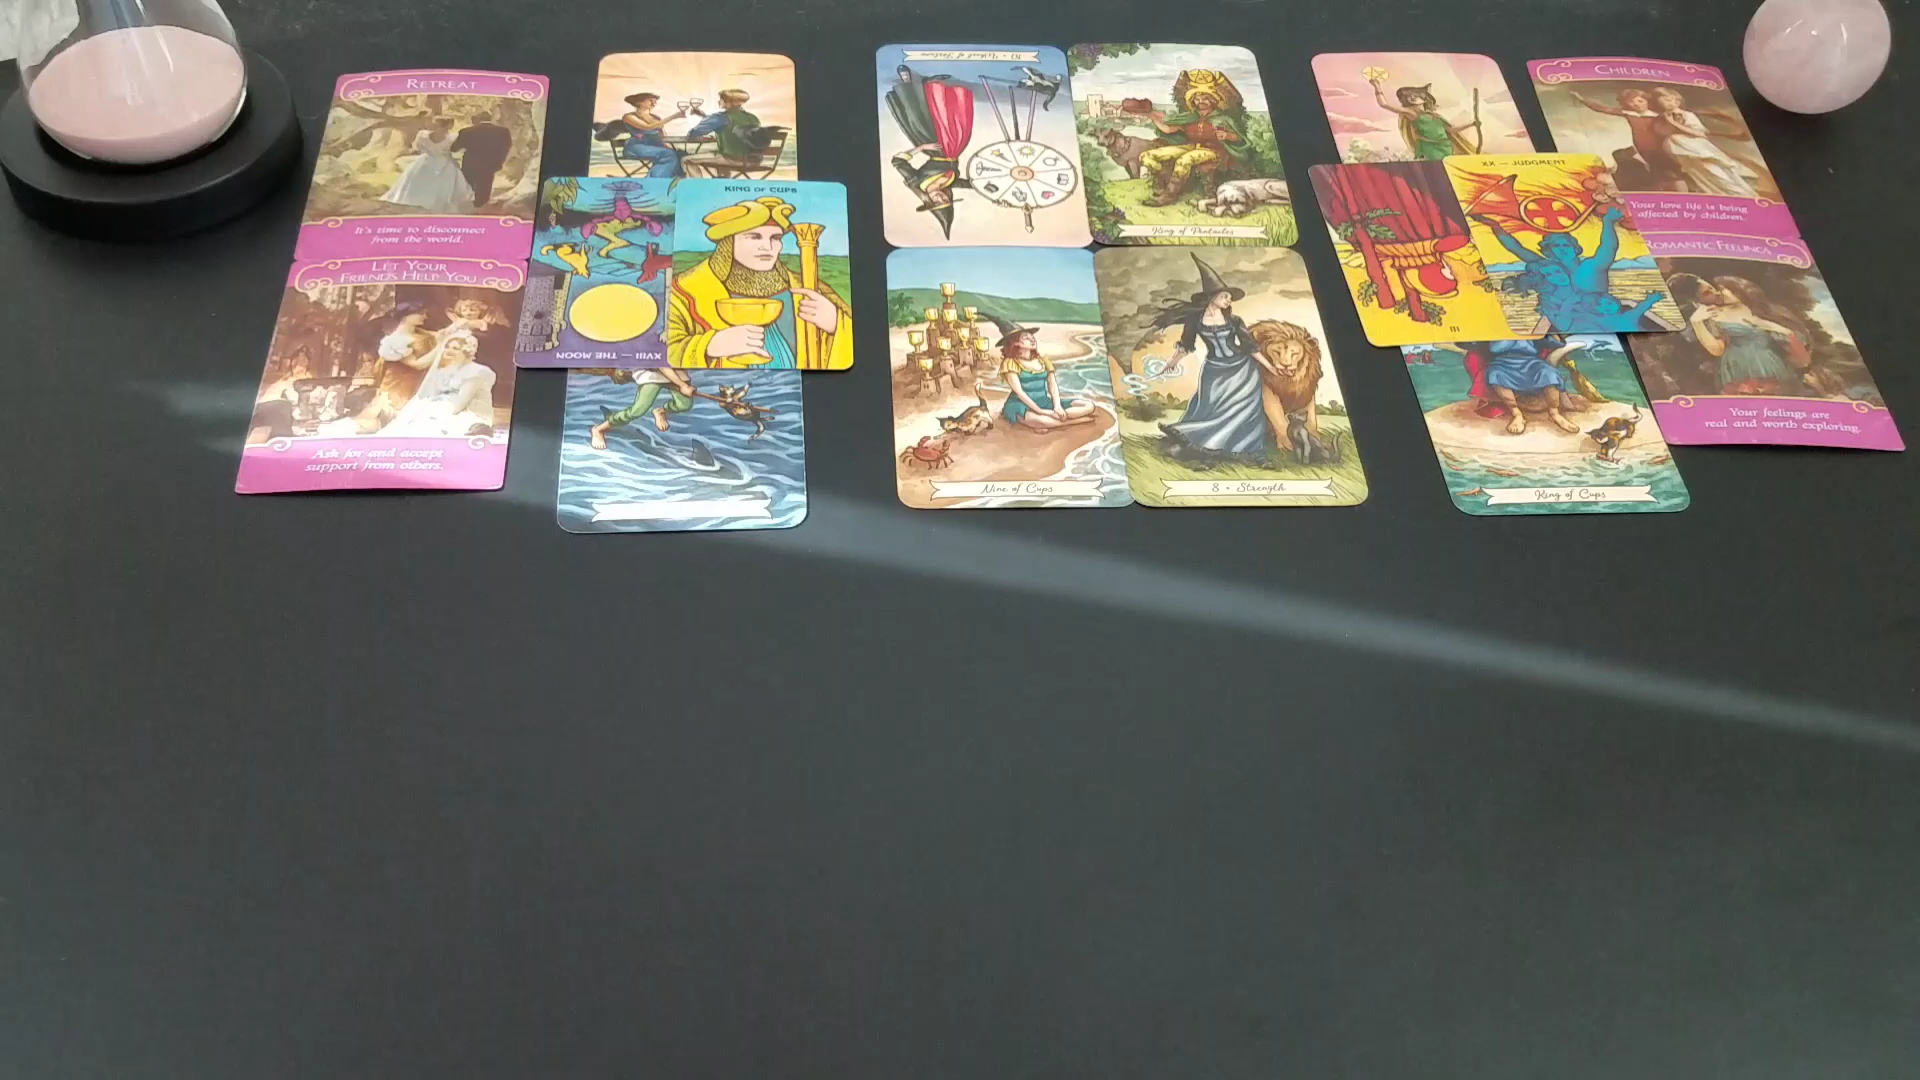 RETREAT
It's time to disconnect
from the world.
LET YOUR
FRIENDS HELP YOU
Ask for and accept
support from others.
XVIII — THE MOON
KING OF CUPS
10 • Wheel of Fortune
King of Pentacles
Nine of Cups
8 • Strength
III
XX — JUDGMENT
King of Cups
CHILDREN
Your love life is being
affected by children.
ROMANTIC FEELINGS
Your feelings are
real and worth exploring.